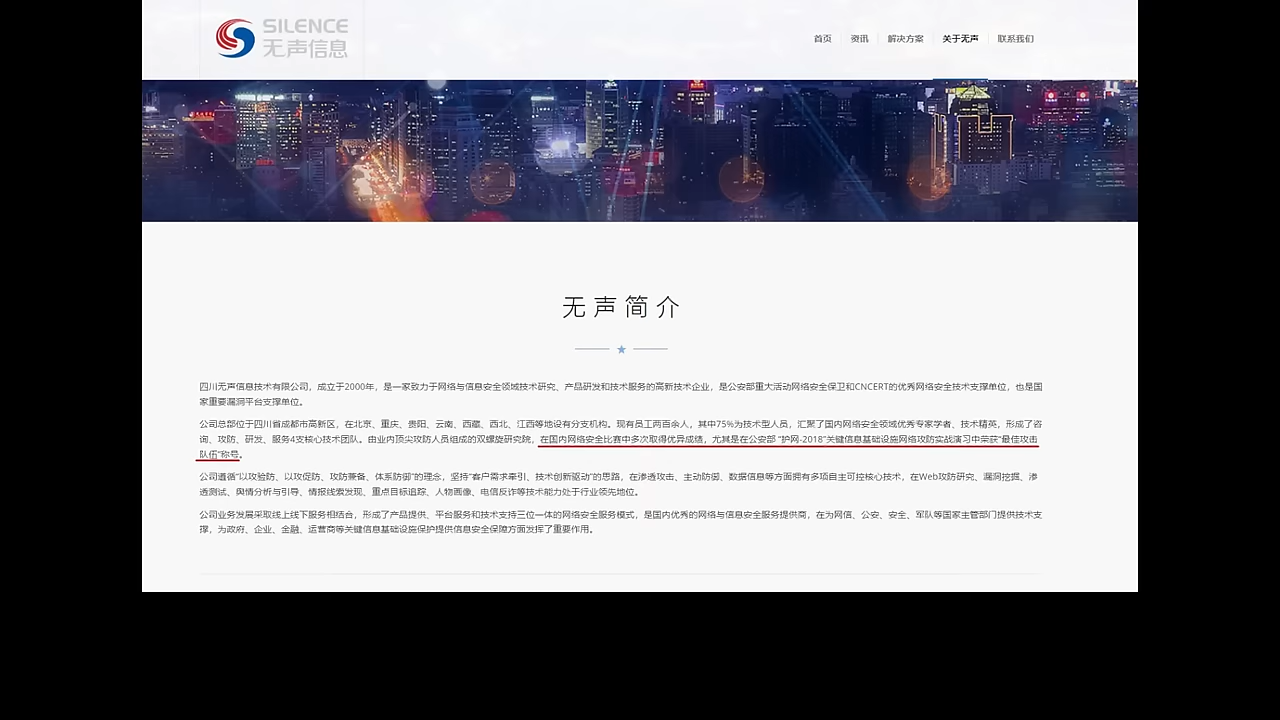 SILENCE
无声信息
首页 资讯 解决方案 关于无声 联系我们
无声简介
四川无声信息技术有限公司，成立于2000年，是一家致力于网络与信息安全领域技术研究、产品研发和技术服务的高新技术企业，是公安部重大活动网络安全保卫和CNCERT的优秀网络安全技术支撑单位，也是国
家重要漏洞平台支撑单位。
公司总部位于四川省成都市高新区，在北京、重庆、贵阳、云南、西藏、西北、江西等地设有分支机构。现有员工两百余人，其中75%为技术型人员，汇聚了国内网络安全领域优秀专家学者、技术精英，形成了咨
询、攻防、研发、服务4支核心技术团队。由业内顶尖攻防人员组成的双螺旋研究院，在国内网络安全比赛中多次取得优异成绩，尤其是在公安部 “护网-2018”关键信息基础设施网络攻防实战演习中荣获“最佳攻击
队伍”称号。
公司遵循“以攻验防、以攻促防、攻防兼备、体系防御”的理念，坚持“客户需求牵引、技术创新驱动”的思路，在渗透攻击、主动防御、数据信息等方面拥有多项自主可控核心技术，在Web攻防研究、漏洞挖掘、渗
透测试、舆情分析与引导、情报线索发现、重点目标追踪、人物画像、电信反诈等技术能力处于行业领先地位。
公司业务发展采取线上线下服务相结合，形成了产品提供、平台服务和技术支持三位一体的网络安全服务模式，是国内优秀的网络与信息安全服务提供商，在为网信、公安、安全、军队等国家主管部门提供技术支
撑，为政府、企业、金融、运营商等关键信息基础设施保护提供信息安全保障方面发挥了重要作用。